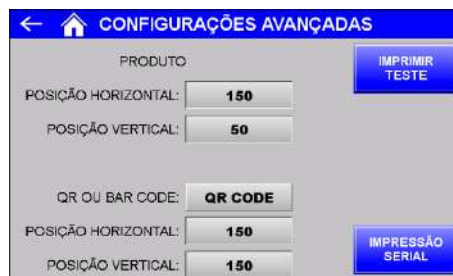 CONFIGURAÇÕES AVANÇADAS
PRODUTO
IMPRIMIR
TESTE
POSIÇÃO HORIZONTAL: 150
POSIÇÃO VERTICAL: 50
QR OU BAR CODE: QR CODE
POSIÇÃO HORIZONTAL: 150
POSIÇÃO VERTICAL: 150
IMPRESSÃO
SERIAL